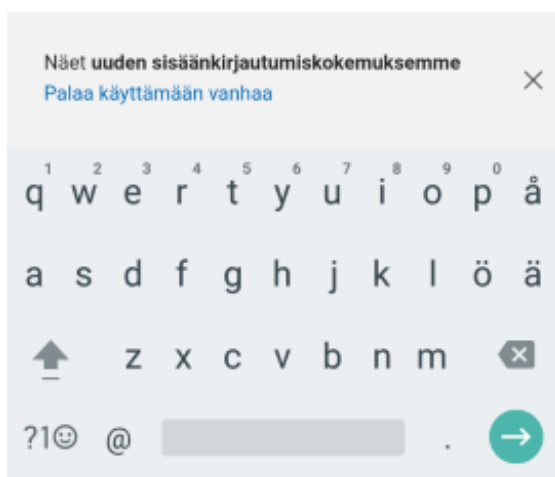 Näet uuden sisäänkirjautumiskokemuksemme
Palaa käyttämään vanhaa
1 2 3 4 5 6 7 8 9 0
q w e r t y u i o p å
a s d f g h j k l ö ä
z x c v b n m
?1☺ @ .